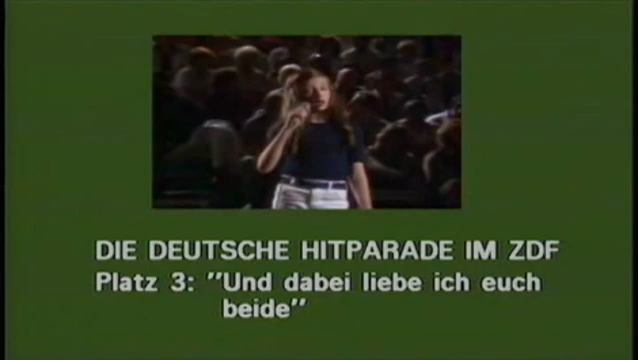 DIE DEUTSCHE HITPARADE IM ZDF
Platz 3: "Und dabei liebe ich euch
beide"